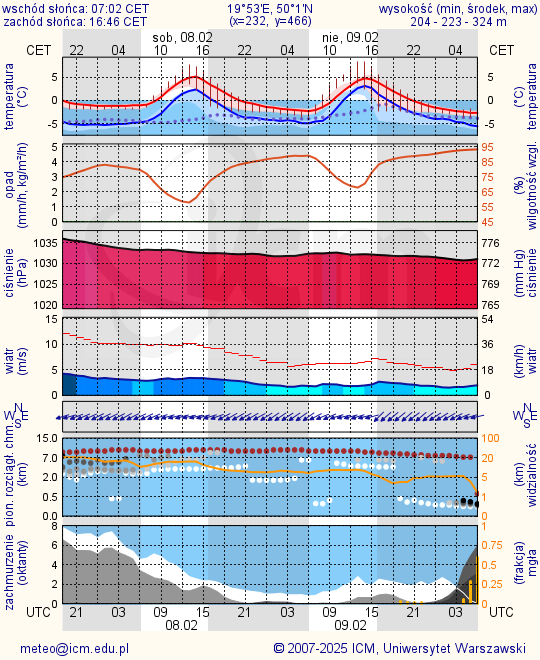 wschód słońca: 07:02 CET 19°53'E, 50°1'N wysokość (min, środek, max)
zachód słońca: 16:46 CET (x=232, y=466) 204 - 223 - 324 m
sob, 08.02 nie, 09.02
CET 22 04 10 16 22 04 10 16 22 04 CET
temperatura (°C) 5 0 -5 5 0 -5 (°C) temperatura
opad (mm/h, kg/m²/h) 5 4 3 2 1 0 95 85 75 65 55 45 (%) wilgotność wzgl.
ciśnienie (hPa) 1035 1030 1025 1020 776 772 769 765 (mm Hg) ciśnienie
wiatr (m/s) 15 10 5 0 54 36 18 0 (km/h) wiatr
N W E S N W E S
pion. rozciągł. chm. (km) 15.0 7.0 2.0 0.5 0.0 100 20 5 1 0 (km) widzialność
zachmurzenie (oktanty) 8 6 4 2 0 1 0.75 0.5 0.25 0 (frakcja) mgła
UTC 21 03 09 15 21 03 09 15 21 03 UTC
08.02 09.02
meteo@icm.edu.pl © 2007-2025 ICM, Uniwersytet Warszawski